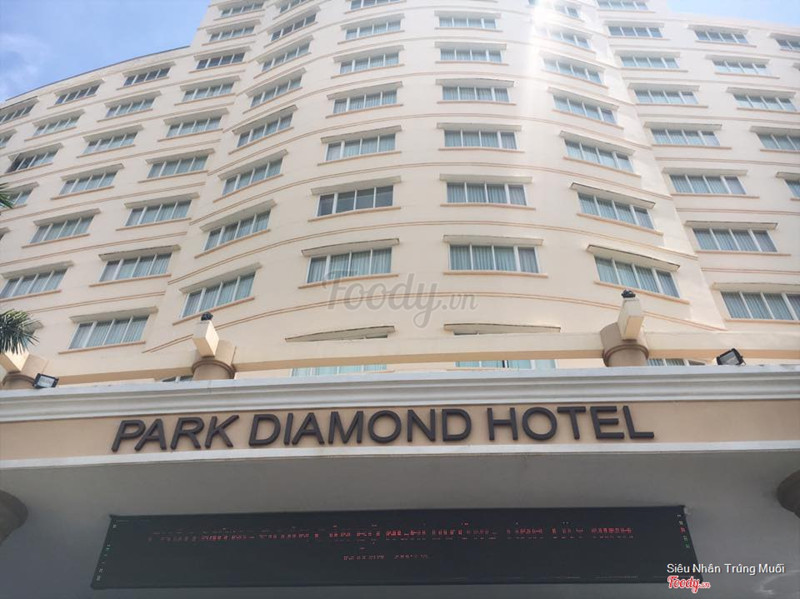 Foody.vn
PARK DIAMOND HOTEL
Siêu Nhân Trứng Muối
Foody.vn